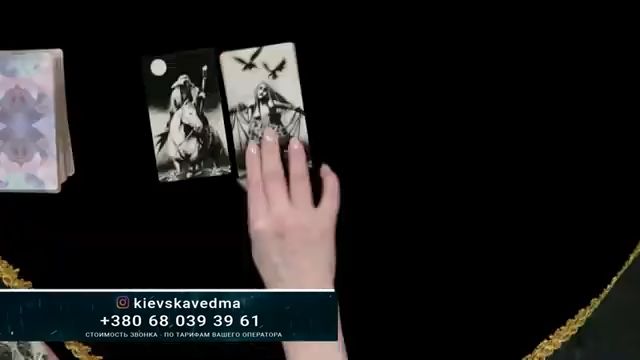 kievskavedma
+380 68 039 39 61
СТОИМОСТЬ ЗВОНКА - ПО ТАРИФАМ ВАШЕГО ОПЕРАТОРА